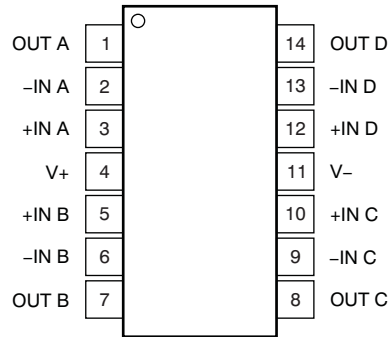 OUT A 1 14 OUT D
−IN A 2 13 −IN D
+IN A 3 12 +IN D
V+ 4 11 V−
+IN B 5 10 +IN C
−IN B 6 9 −IN C
OUT B 7 8 OUT C